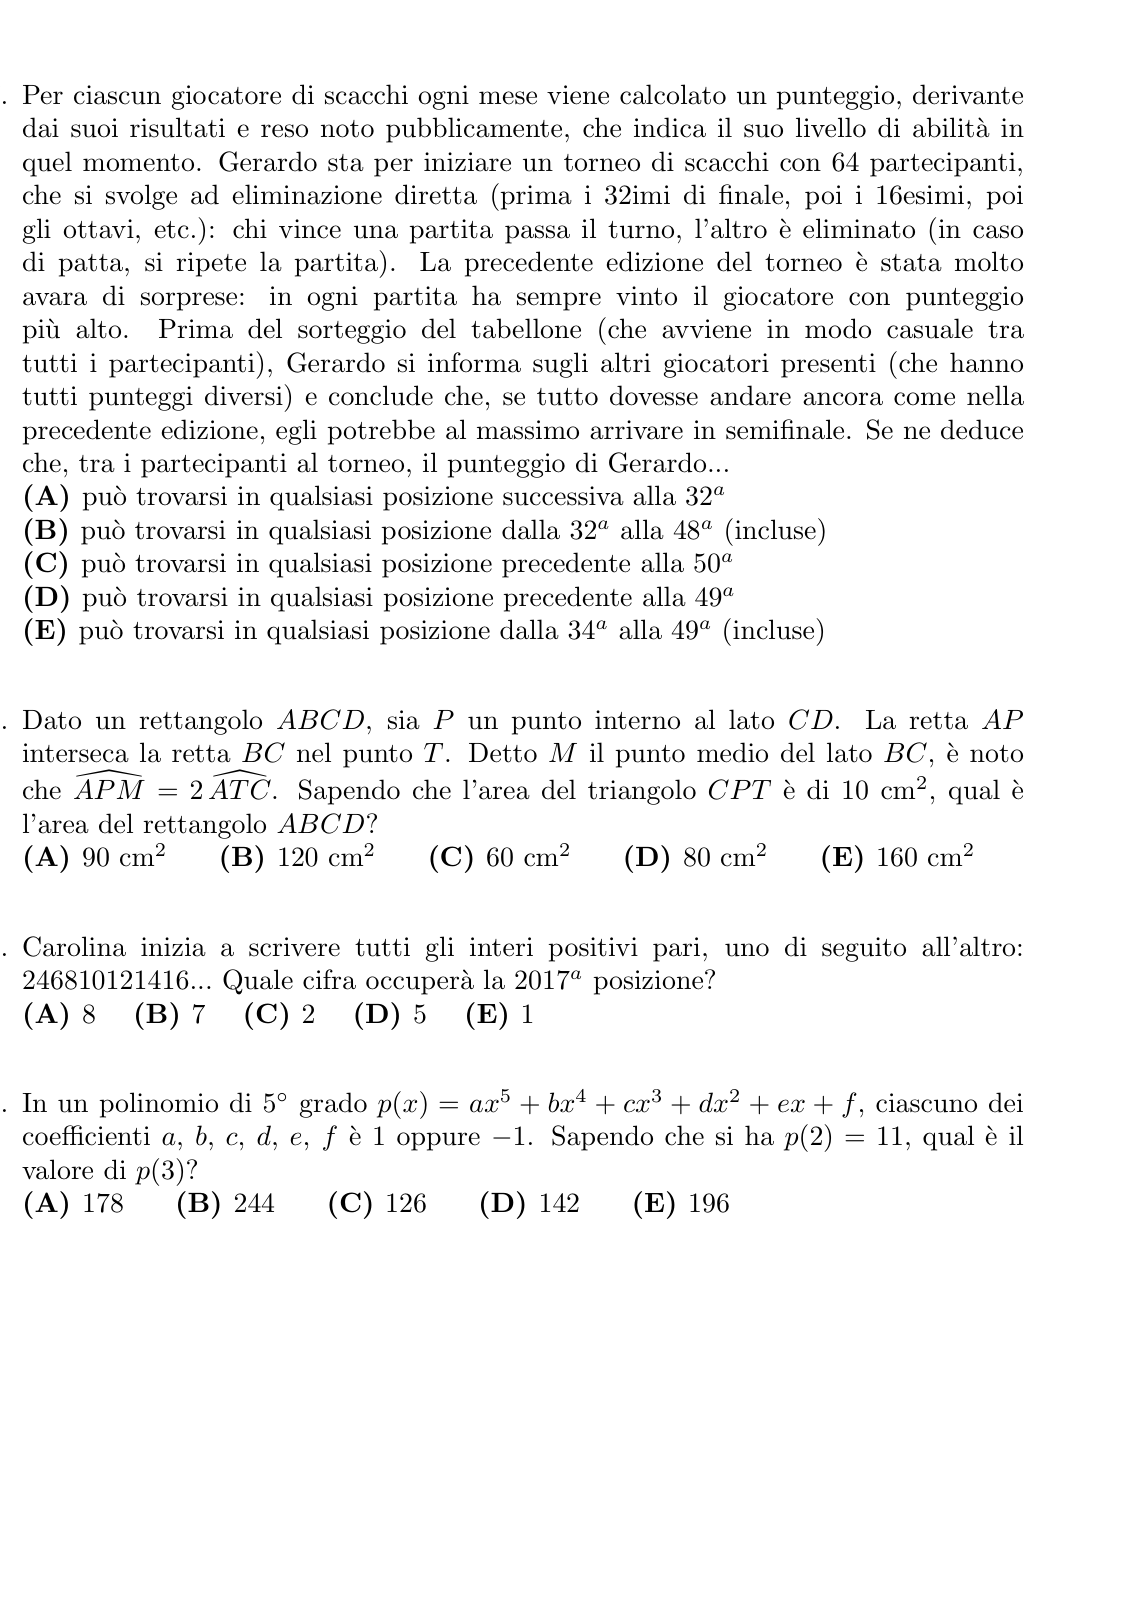 . Per ciascun giocatore di scacchi ogni mese viene calcolato un punteggio, derivante
dai suoi risultati e reso noto pubblicamente, che indica il suo livello di abilità in
quel momento. Gerardo sta per iniziare un torneo di scacchi con 64 partecipanti,
che si svolge ad eliminazione diretta (prima i 32imi di finale, poi i 16esimi, poi
gli ottavi, etc.): chi vince una partita passa il turno, l'altro è eliminato (in caso
di patta, si ripete la partita). La precedente edizione del torneo è stata molto
avara di sorprese: in ogni partita ha sempre vinto il giocatore con punteggio
più alto. Prima del sorteggio del tabellone (che avviene in modo casuale tra
tutti i partecipanti), Gerardo si informa sugli altri giocatori presenti (che hanno
tutti punteggi diversi) e conclude che, se tutto dovesse andare ancora come nella
precedente edizione, egli potrebbe al massimo arrivare in semifinale. Se ne deduce
che, tra i partecipanti al torneo, il punteggio di Gerardo...
(A) può trovarsi in qualsiasi posizione successiva alla 32ª
(B) può trovarsi in qualsiasi posizione dalla 32ª alla 48ª (incluse)
(C) può trovarsi in qualsiasi posizione precedente alla 50ª
(D) può trovarsi in qualsiasi posizione precedente alla 49ª
(E) può trovarsi in qualsiasi posizione dalla 34ª alla 49ª (incluse)
. Dato un rettangolo ABCD, sia P un punto interno al lato CD. La retta AP
interseca la retta BC nel punto T. Detto M il punto medio del lato BC, è noto
che $\widehat{APM} = 2\,\widehat{ATC}$. Sapendo che l'area del triangolo CPT è di 10 cm², qual è
l'area del rettangolo ABCD?
(A) 90 cm² (B) 120 cm² (C) 60 cm² (D) 80 cm² (E) 160 cm²
. Carolina inizia a scrivere tutti gli interi positivi pari, uno di seguito all'altro:
246810121416... Quale cifra occuperà la 2017ª posizione?
(A) 8 (B) 7 (C) 2 (D) 5 (E) 1
. In un polinomio di 5° grado p(x) = ax⁵ + bx⁴ + cx³ + dx² + ex + f, ciascuno dei
coefficienti a, b, c, d, e, f è 1 oppure −1. Sapendo che si ha p(2) = 11, qual è il
valore di p(3)?
(A) 178 (B) 244 (C) 126 (D) 142 (E) 196